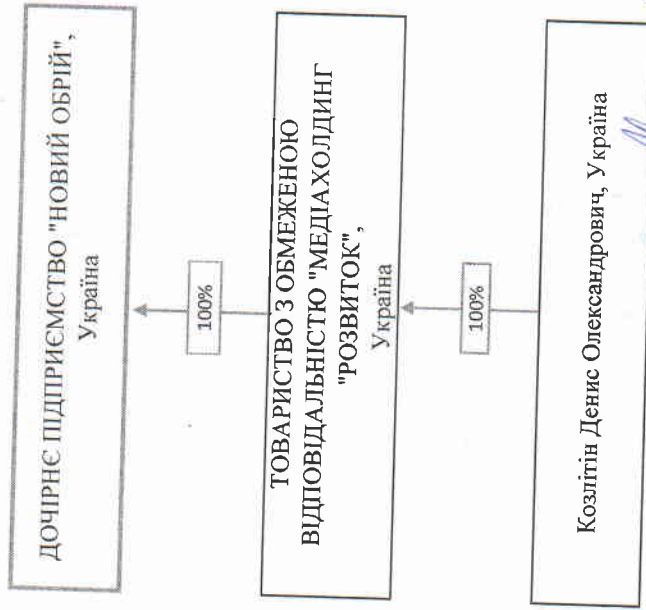 ДОЧІРНЄ ПІДПРИЄМСТВО "НОВИЙ ОБРІЙ",
Україна
100%
ТОВАРИСТВО З ОБМЕЖЕНОЮ
ВІДПОВІДАЛЬНІСТЮ "МЕДІАХОЛДИНГ
"РОЗВИТОК",
Україна
100%
Козлітін Денис Олександрович, Україна